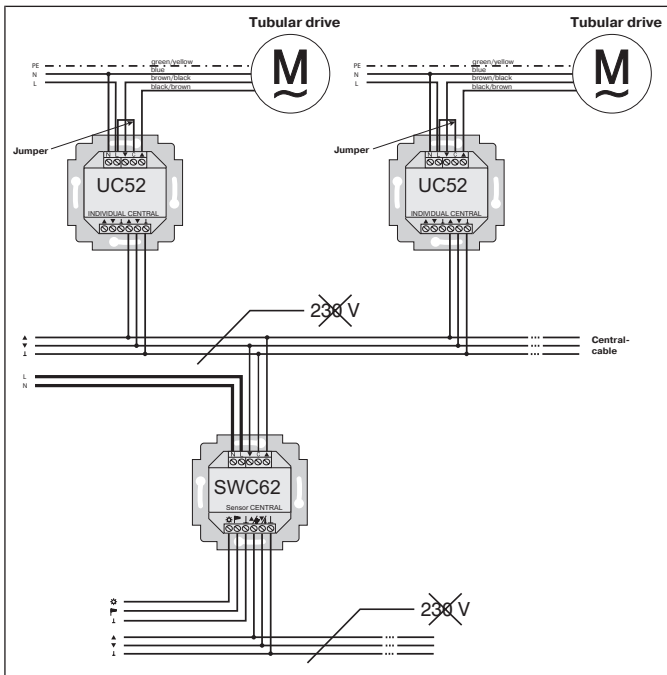 Tubular drive
Tubular drive
PE
green/yellow
N
blue
L
brown/black
black/brown
M
PE
green/yellow
N
blue
L
brown/black
black/brown
M
Jumper
N L ▼ C ▲
UC52
INDIVIDUAL CENTRAL
▲ ▼ ⊥ ▲ ▼ ⊥
Jumper
N L ▼ C ▲
UC52
INDIVIDUAL CENTRAL
▲ ▼ ⊥ ▲ ▼ ⊥
230 V
▲
▼
⊥
Central-
cable
L
N
N L ▼ C ▲
SWC62
Sensor CENTRAL
⊥
230 V
▲
▼
⊥